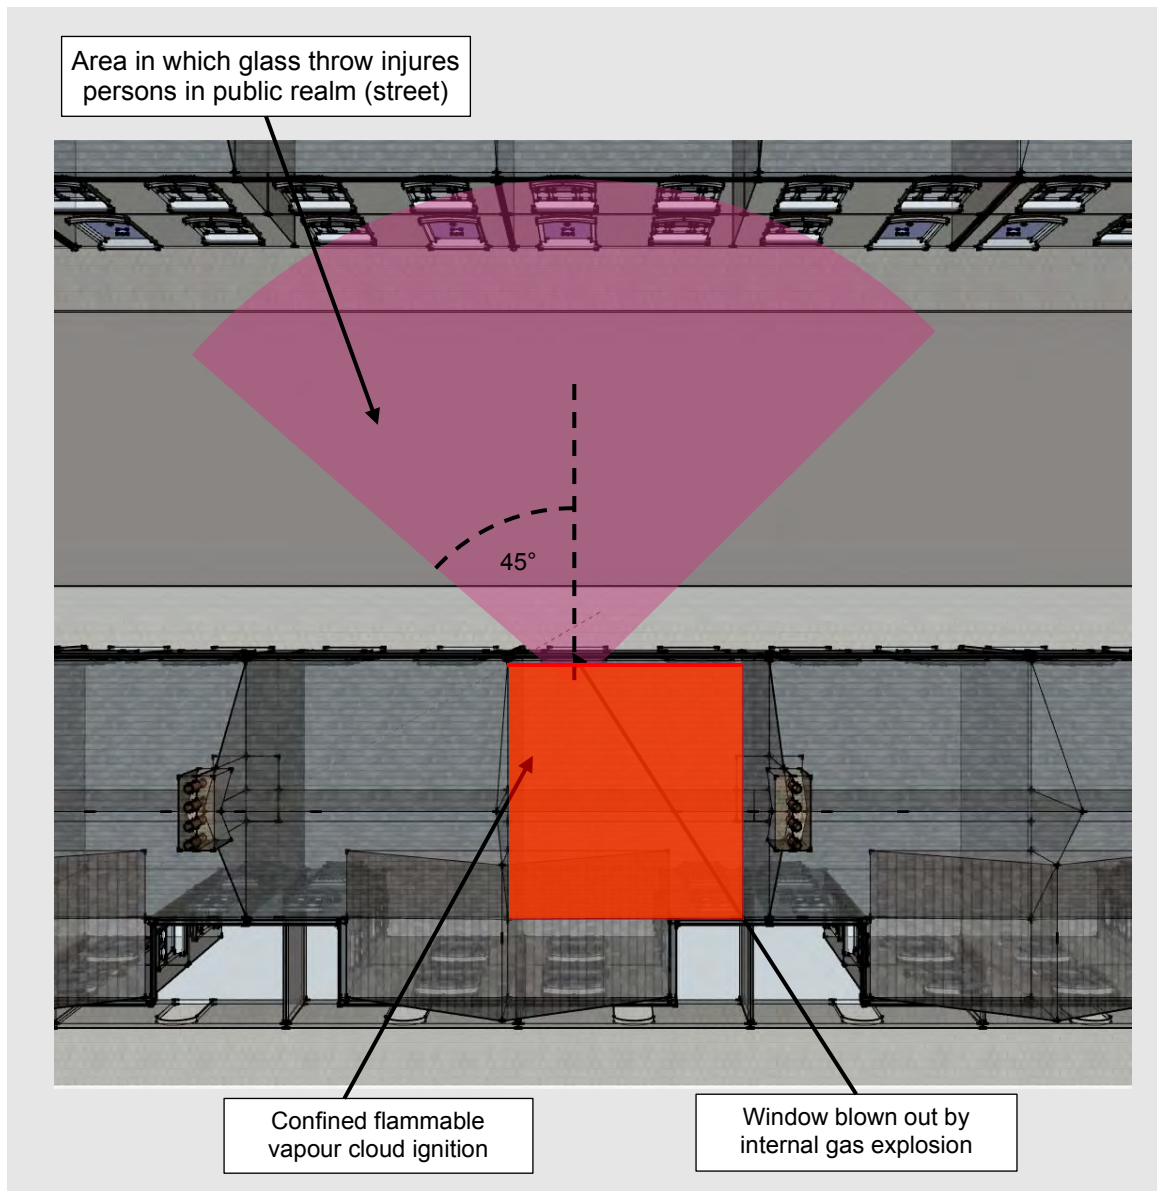 Area in which glass throw injures
persons in public realm (street)
45°
Confined flammable
vapour cloud ignition
Window blown out by
internal gas explosion